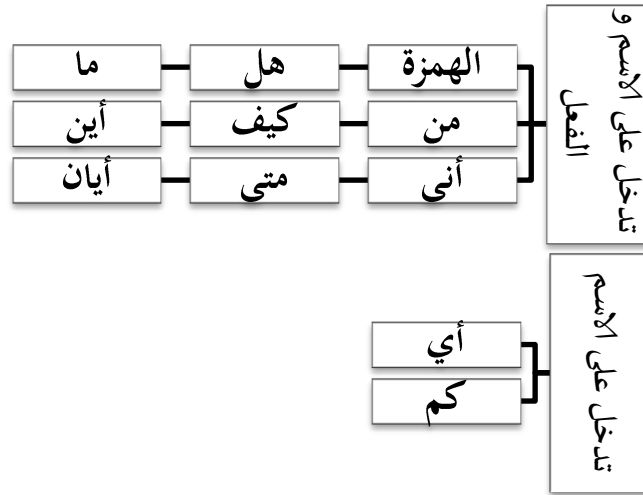 تدخل على الاسم و
الفعل
الهمزة
هل
ما
من
كيف
أين
أنى
متى
أيان
تدخل على الاسم
أي
كم